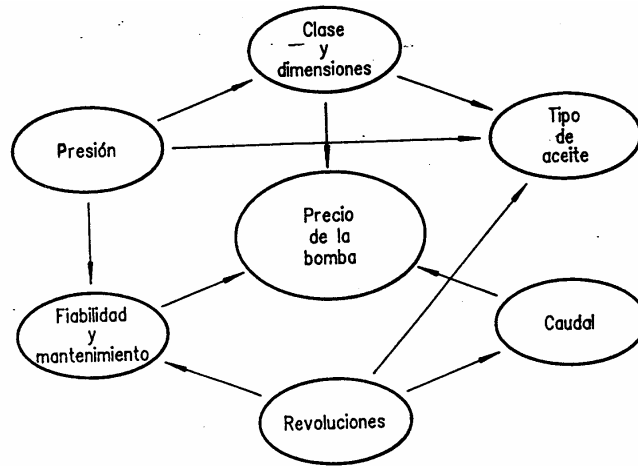 Clase
y
dimensiones
Presión
Tipo
de
aceite
Precio
de la
bomba
Fiabilidad
y
mantenimiento
Caudal
Revoluciones